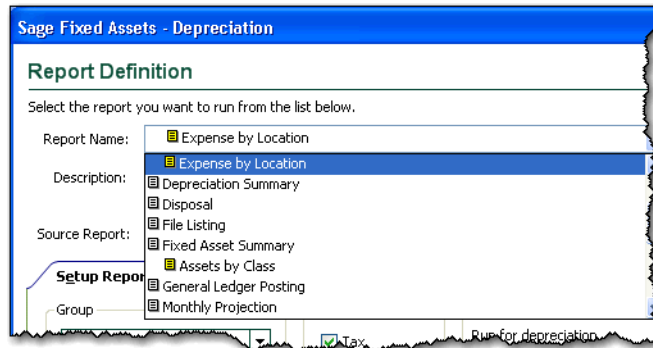 Sage Fixed Assets - Depreciation
Report Definition
Select the report you want to run from the list below.
Report Name: Expense by Location
Expense by Location
Description: Depreciation Summary
Disposal
File Listing
Source Report: Fixed Asset Summary
Assets by Class
Setup Repor General Ledger Posting
Group Monthly Projection
Tax Run for depreciation